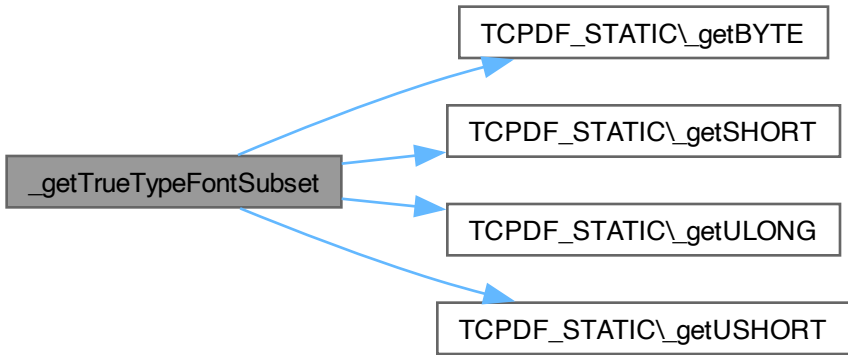 TCPDF_STATIC\_getBYTE
TCPDF_STATIC\_getSHORT
_getTrueTypeFontSubset
TCPDF_STATIC\_getULONG
TCPDF_STATIC\_getUSHORT